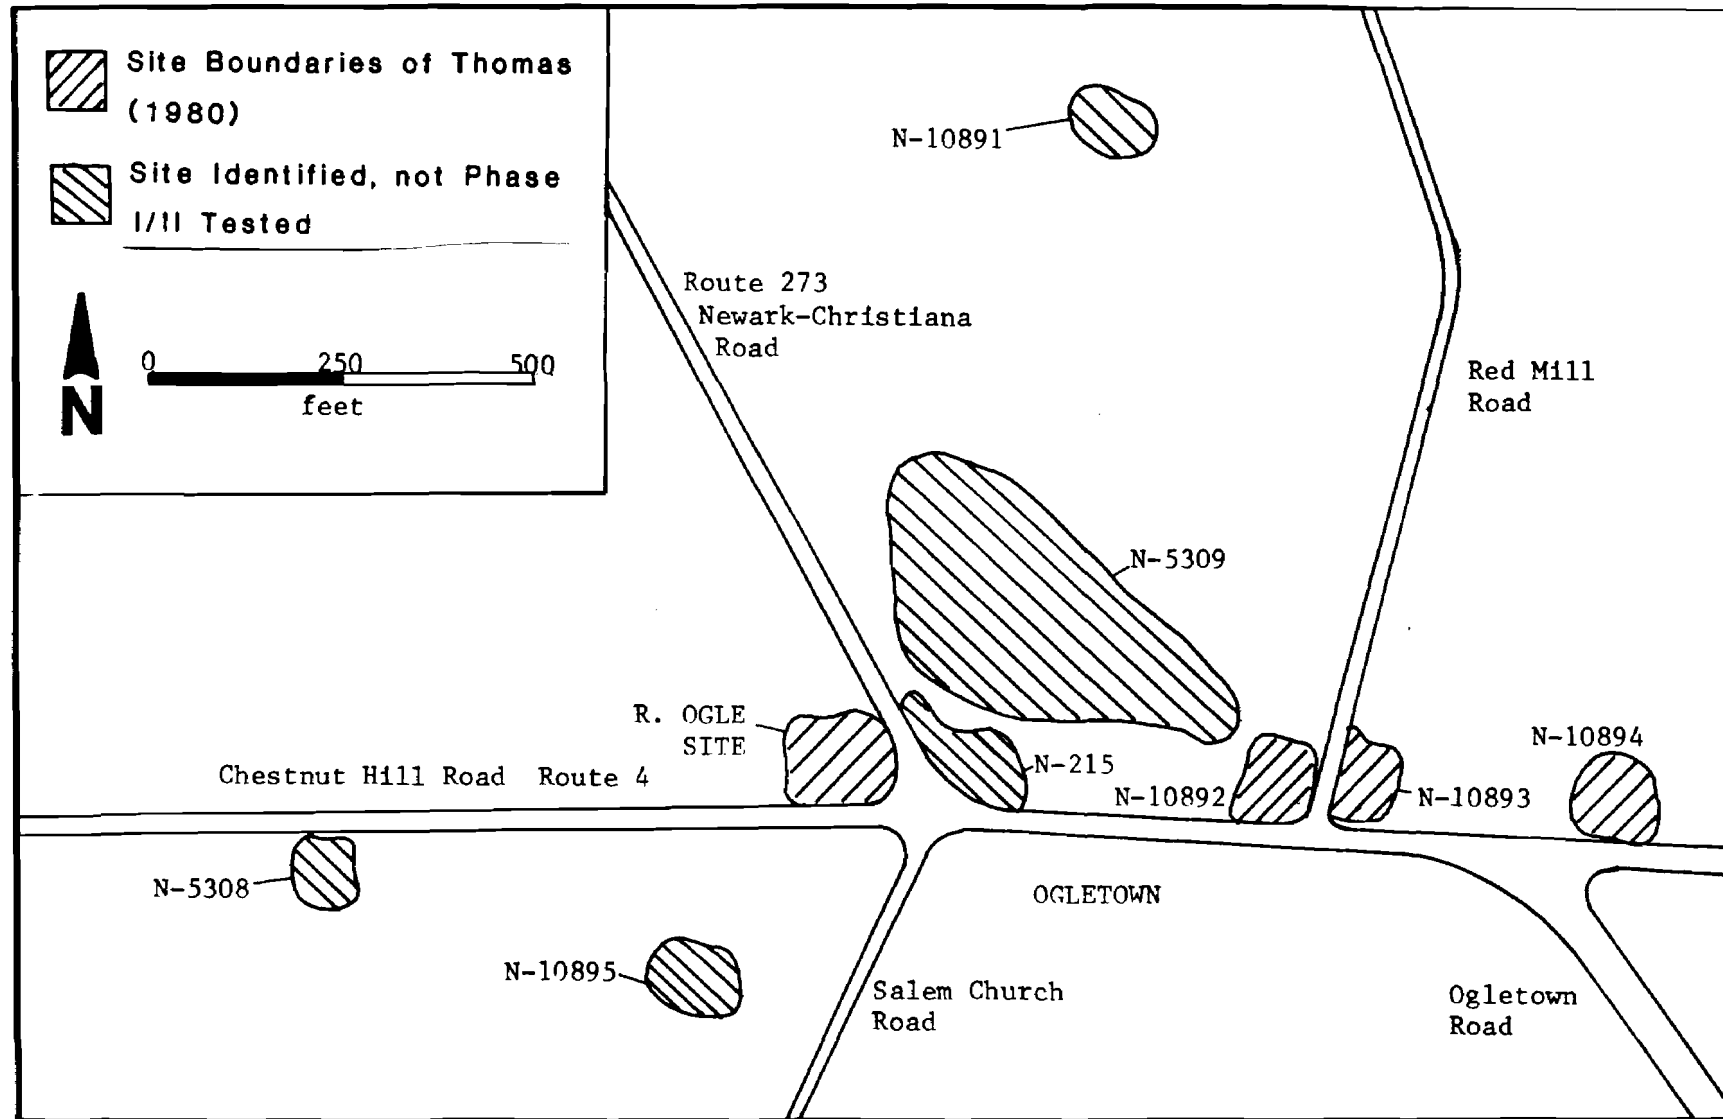 Site Boundaries of Thomas
(1980)
Site Identified, not Phase
I/II Tested
0 250 500
feet
N
N-10891
Route 273
Newark-Christiana
Road
Red Mill
Road
N-5309
R. OGLE
SITE
Chestnut Hill Road Route 4
N-215
N-10892
N-10893
N-10894
N-5308
N-10895
OGLETOWN
Salem Church
Road
Ogletown
Road